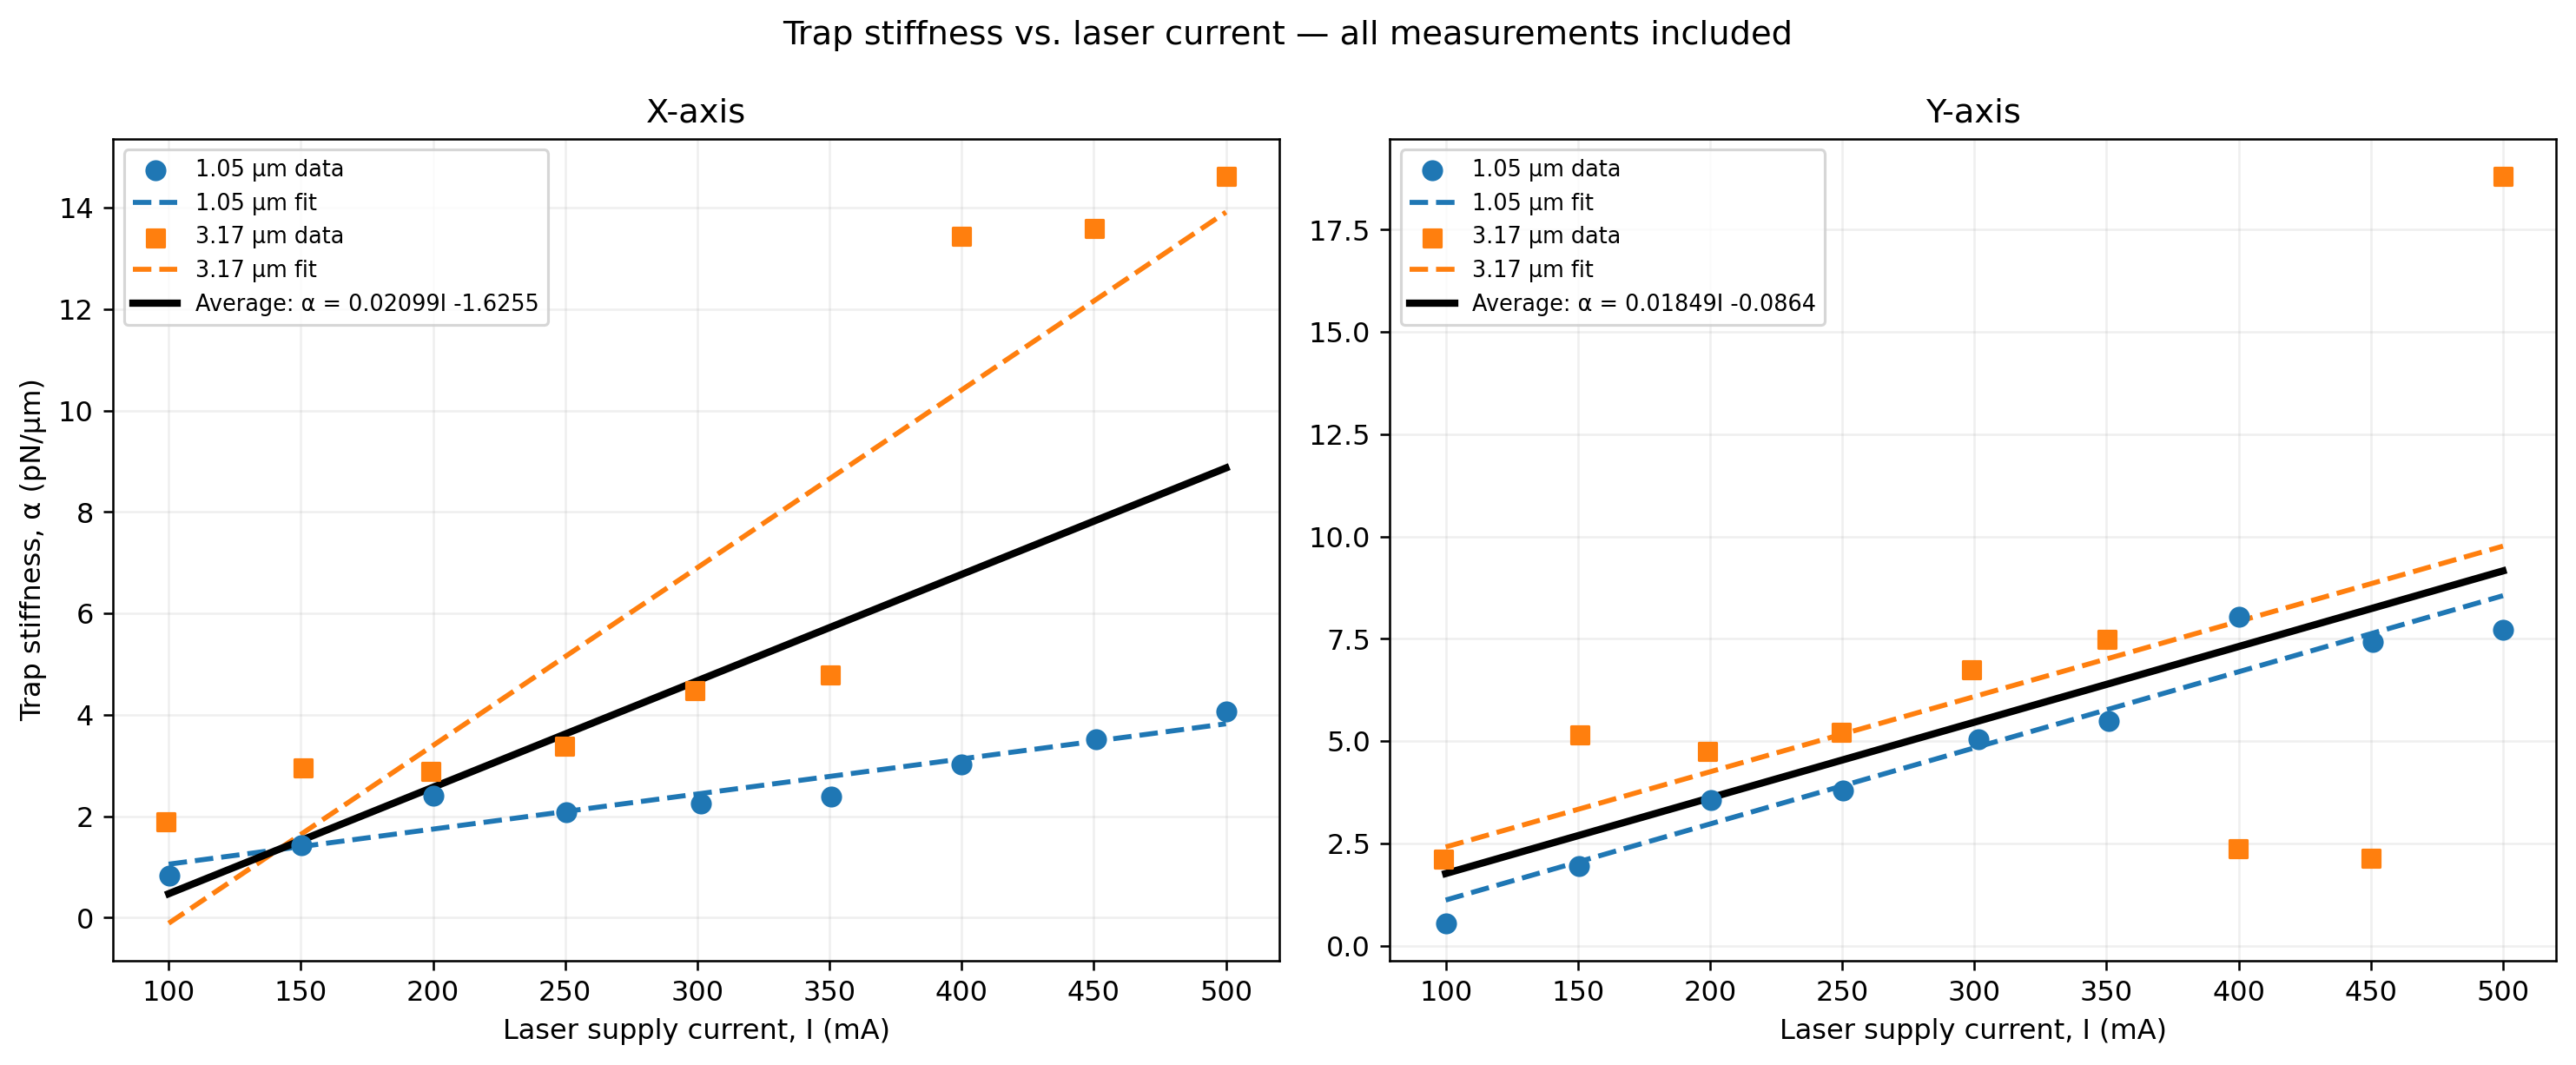 Trap stiffness vs. laser current — all measurements included
X-axis
1.05 µm data
1.05 µm fit
3.17 µm data
3.17 µm fit
Average: α = 0.02099I -1.6255
14
12
10
8
6
4
2
0
Trap stiffness, α (pN/µm)
100 150 200 250 300 350 400 450 500
Laser supply current, I (mA)
Y-axis
1.05 µm data
1.05 µm fit
3.17 µm data
3.17 µm fit
Average: α = 0.01849I -0.0864
17.5
15.0
12.5
10.0
7.5
5.0
2.5
0.0
100 150 200 250 300 350 400 450 500
Laser supply current, I (mA)